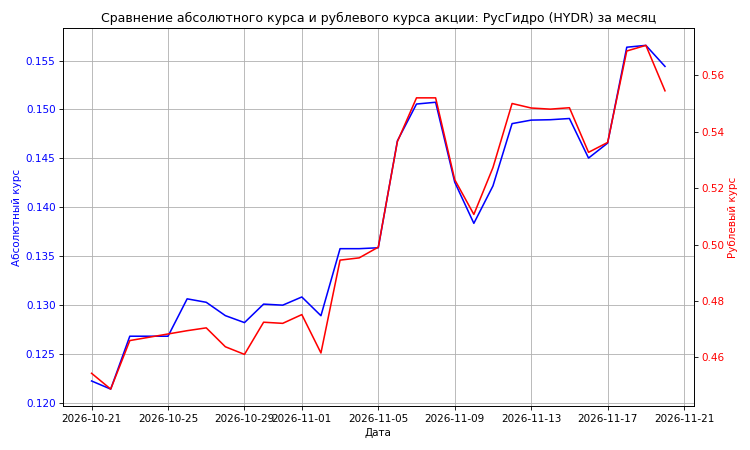 Сравнение абсолютного курса и рублевого курса акции: РусГидро (HYDR) за месяц
Абсолютный курс
0.155
0.150
0.145
0.140
0.135
0.130
0.125
0.120
0.56
0.54
0.52
0.50
0.48
0.46
Рублевый курс
2026-10-21 2026-10-25 2026-10-29 2026-11-01 2026-11-05 2026-11-09 2026-11-13 2026-11-17 2026-11-21
Дата